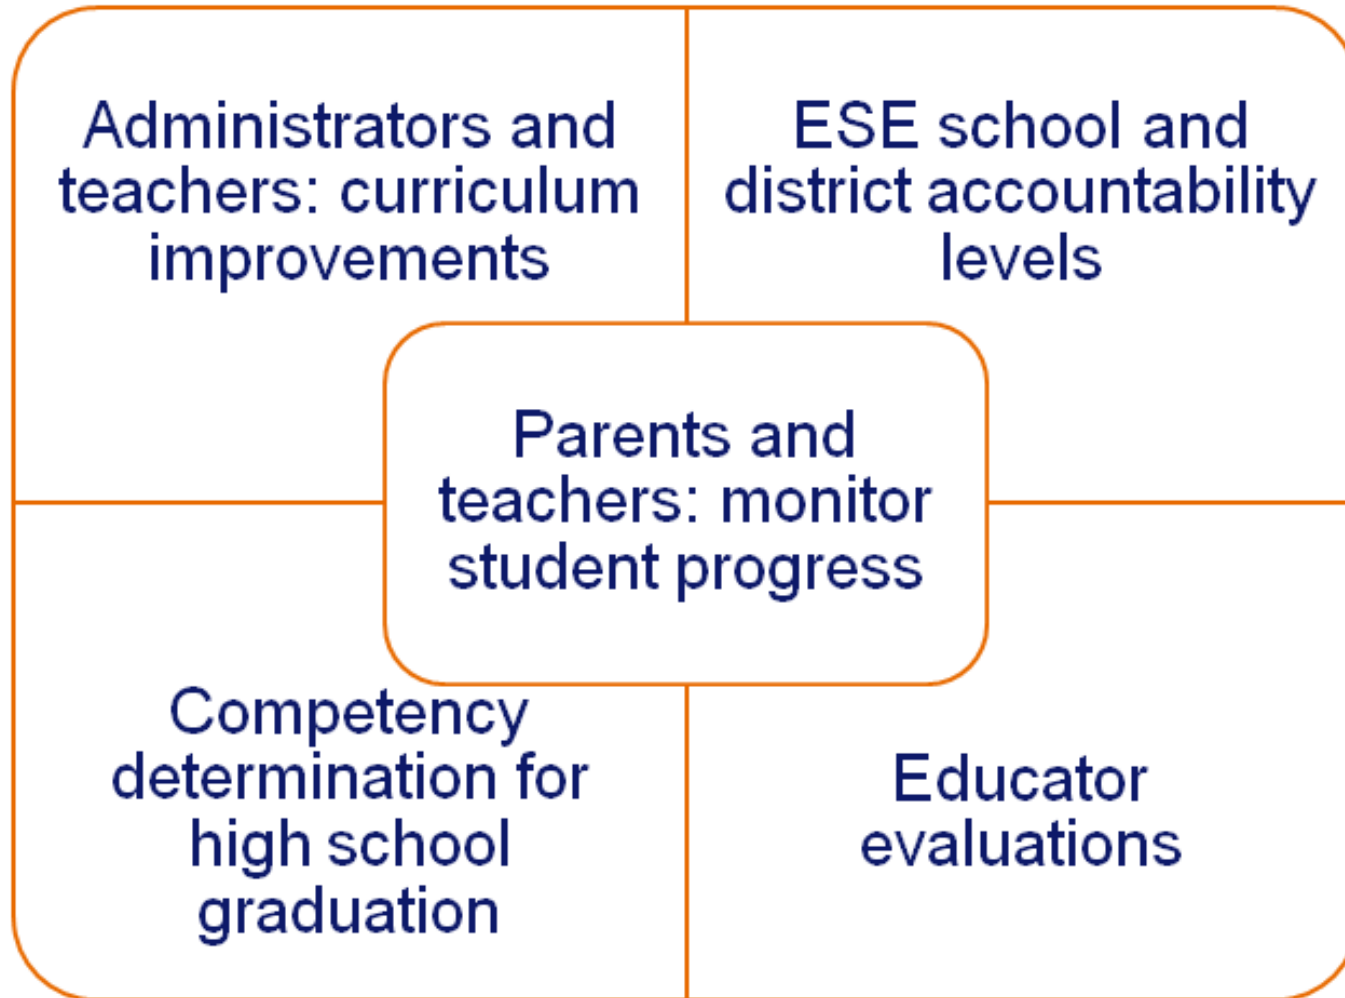 Administrators and
teachers: curriculum
improvements
ESE school and
district accountability
levels
Parents and
teachers: monitor
student progress
Competency
determination for
high school
graduation
Educator
evaluations